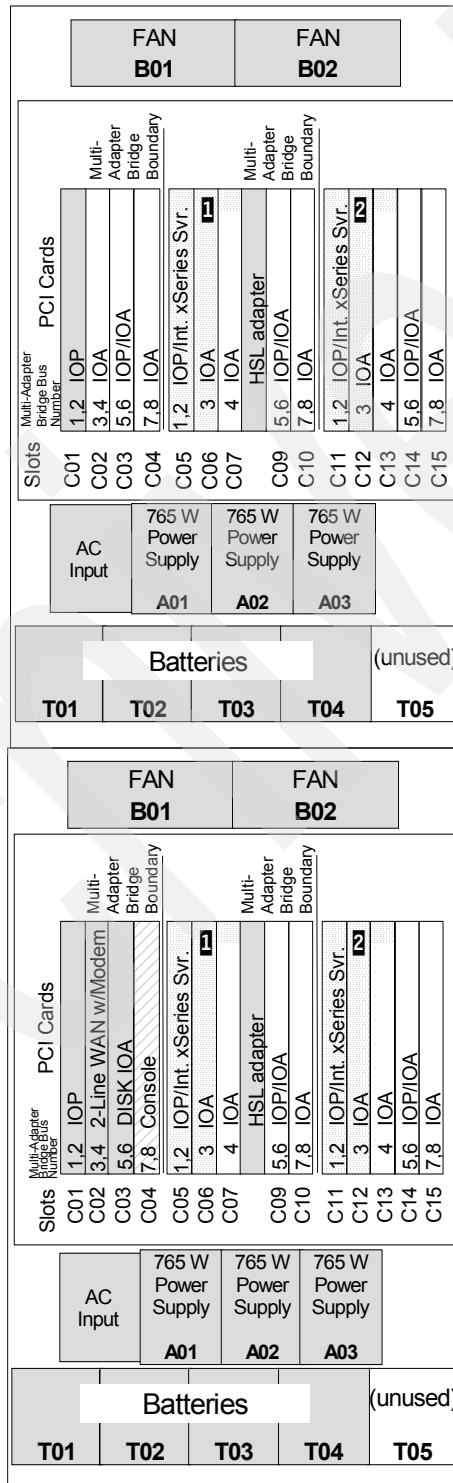 FAN
B01
FAN
B02
Multi-
Adapter
Bridge
Boundary
Multi-
Adapter
Bridge
Boundary
Slots
Multi-Adapter
Bridge Bus
Number
PCI Cards
C01 1,2 IOP
C02 3,4 IOA
C03 5,6 IOP/IOA
C04 7,8 IOA
C05 1,2 IOP/Int. xSeries Svr.
C06 3 IOA 1
C07 4 IOA
HSL adapter
C09 5,6 IOP/IOA
C10 7,8 IOA
C11 1,2 IOP/Int. xSeries Svr.
C12 3 IOA 2
C13 4 IOA
C14 5,6 IOP/IOA
C15 7,8 IOA
AC
Input
765 W
Power
Supply
A01
765 W
Power
Supply
A02
765 W
Power
Supply
A03
Batteries
(unused)
T01 T02 T03 T04 T05
FAN
B01
FAN
B02
Multi-
Adapter
Bridge
Boundary
Multi-
Adapter
Bridge
Boundary
Slots
Multi-Adapter
Bridge Bus
Number
PCI Cards
C01 1,2 IOP
C02 3,4 2-Line WAN w/Modem
C03 5,6 DISK IOA
C04 7,8 Console
C05 1,2 IOP/Int. xSeries Svr.
C06 3 IOA 1
C07 4 IOA
HSL adapter
C09 5,6 IOP/IOA
C10 7,8 IOA
C11 1,2 IOP/Int. xSeries Svr.
C12 3 IOA 2
C13 4 IOA
C14 5,6 IOP/IOA
C15 7,8 IOA
AC
Input
765 W
Power
Supply
A01
765 W
Power
Supply
A02
765 W
Power
Supply
A03
Batteries
(unused)
T01 T02 T03 T04 T05